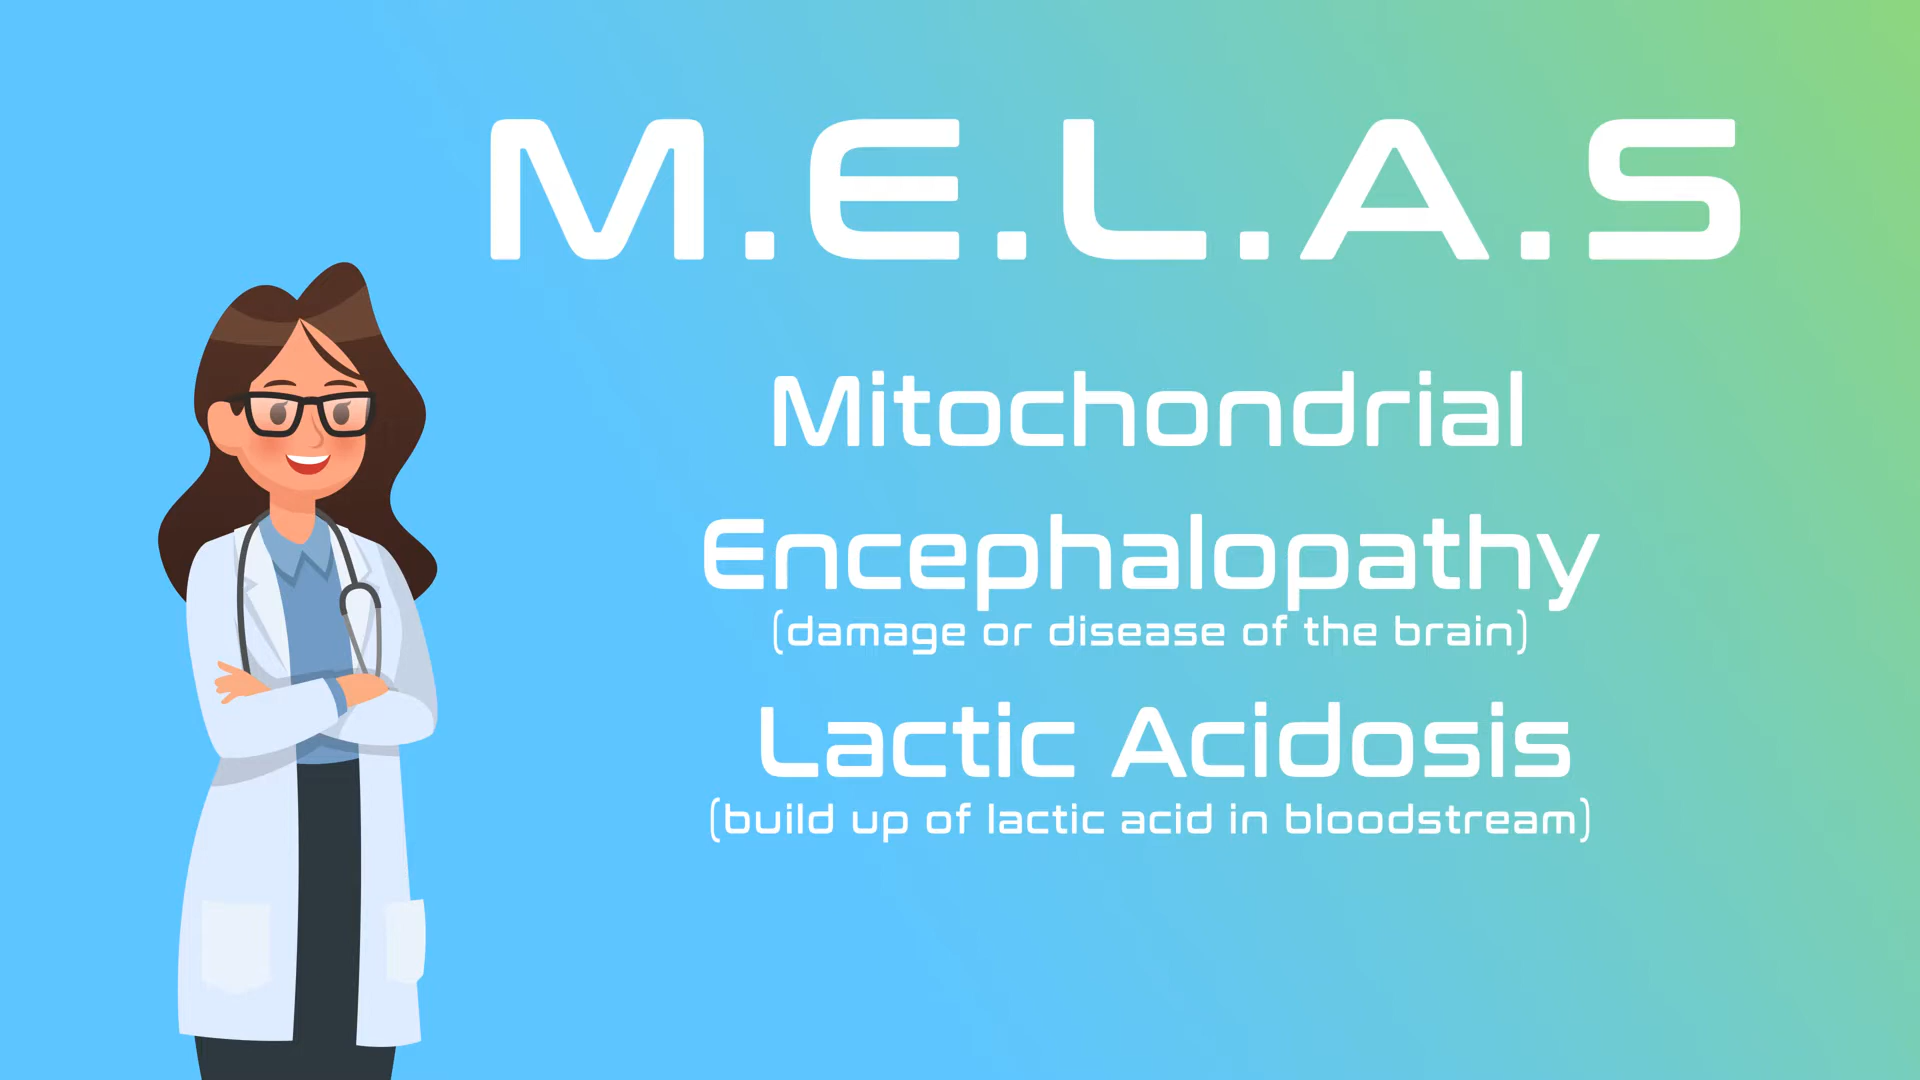 M.E.L.A.S
Mitochondrial
Encephalopathy
(damage or disease of the brain)
Lactic Acidosis
(build up of lactic acid in bloodstream)